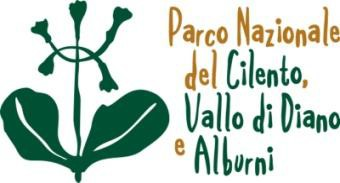 Parco Nazionale
del Cilento,
Vallo di Diano
e Alburni